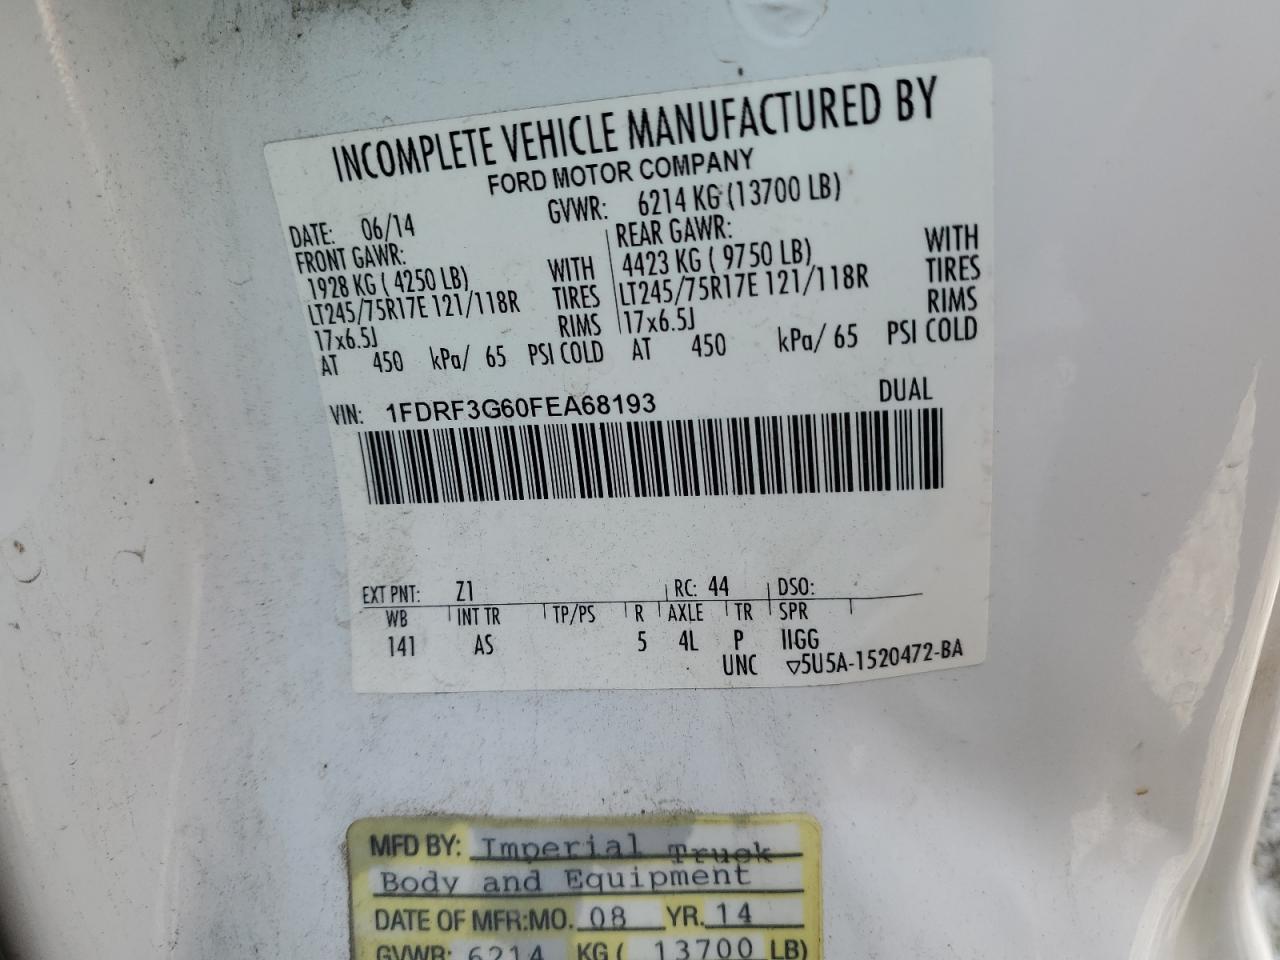 INCOMPLETE VEHICLE MANUFACTURED BY
FORD MOTOR COMPANY
DATE: 06/14 GVWR: 6214 KG (13700 LB)
FRONT GAWR: REAR GAWR:
1928 KG ( 4250 LB) WITH 4423 KG ( 9750 LB) WITH
LT245/75R17E 121/118R TIRES LT245/75R17E 121/118R TIRES
17x6.5J RIMS 17x6.5J RIMS
AT 450 kPa/ 65 PSI COLD AT 450 kPa/ 65 PSI COLD
VIN: 1FDRF3G60FEA68193 DUAL
EXT PNT: Z1 RC: 44 DSO:
WB INT TR TP/PS R AXLE TR SPR
141 AS 5 4L P IIGG
UNC ▽5U5A-1520472-BA
MFD BY: Imperial Truck
Body and Equipment
DATE OF MFR:MO. 08 YR. 14
GVWR: 6214 KG ( 13700 LB)